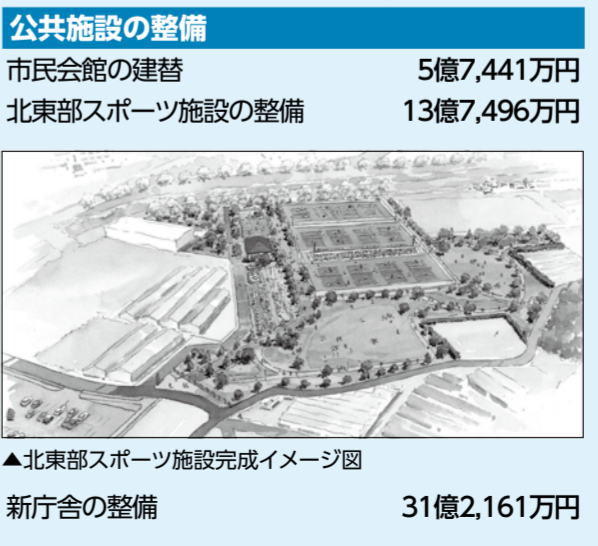 公共施設の整備
市民会館の建替 5億7,441万円
北東部スポーツ施設の整備 13億7,496万円
▲北東部スポーツ施設完成イメージ図
新庁舎の整備 31億2,161万円